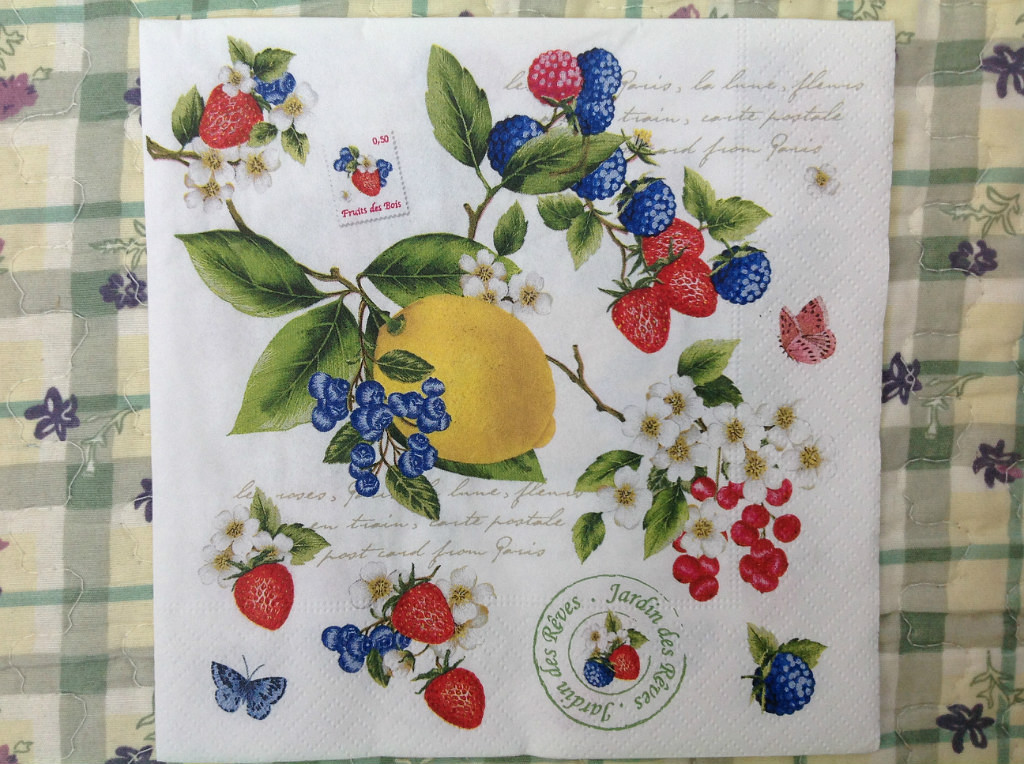 Paris, la lune, fleurs
train, carte postale
card from Paris
0,50
Fruits des Bois
les roses, la lune, fleurs
en train, carte postale
post card from Paris
Jardin des Rêves . Jardin des Rêves .